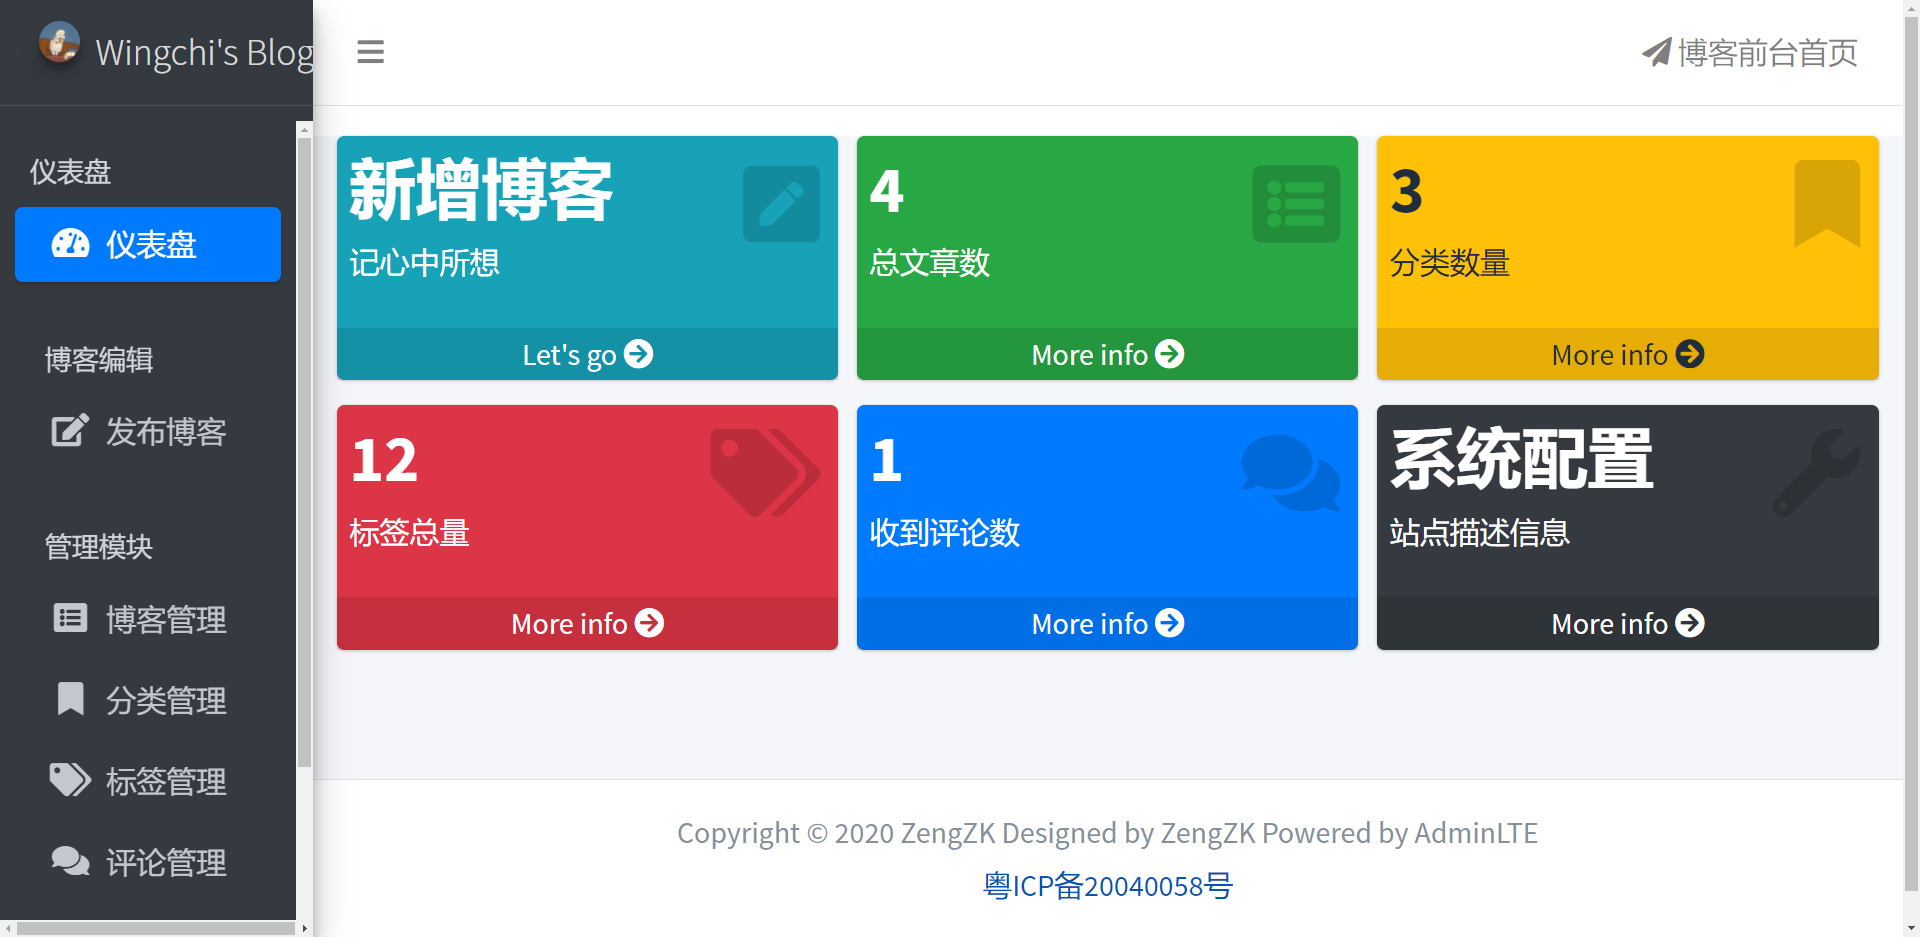 Wingchi's Blog
博客前台首页
仪表盘
仪表盘
博客编辑
发布博客
管理模块
博客管理
分类管理
标签管理
评论管理
新增博客
记心中所想
Let's go
4
总文章数
More info
3
分类数量
More info
12
标签总量
More info
1
收到评论数
More info
系统配置
站点描述信息
More info
Copyright © 2020 ZengZK Designed by ZengZK Powered by AdminLTE
粤ICP备20040058号